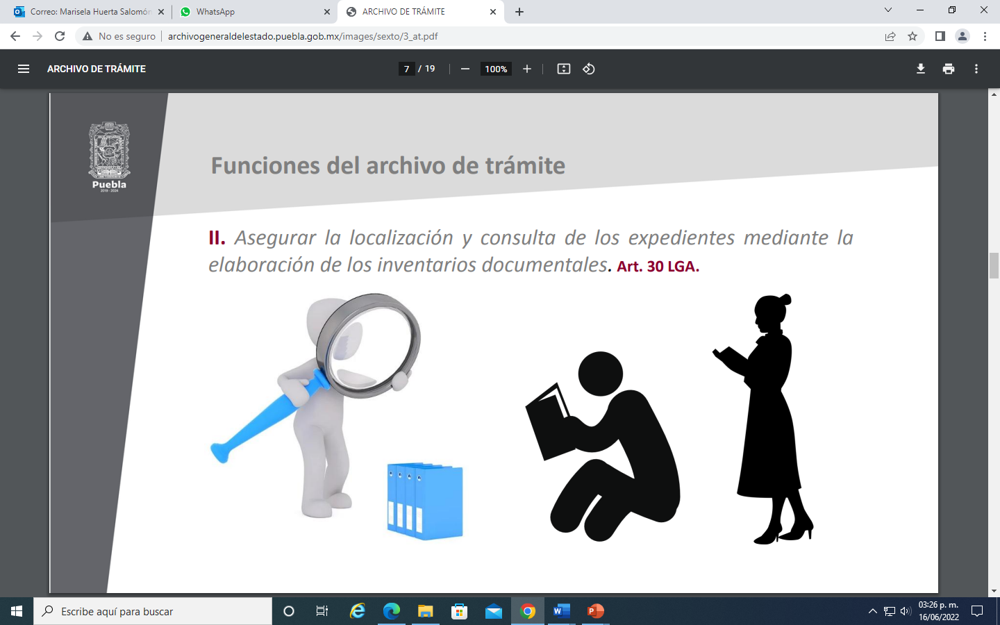 Correo: Marisela Huerta Salomón
WhatsApp
ARCHIVO DE TRÁMITE
No es seguro
archivogeneraldelestado.puebla.gob.mx/images/sexto/3_at.pdf
ARCHIVO DE TRÁMITE
7 / 19
100%
Puebla
2019 - 2024
Funciones del archivo de trámite
II. Asegurar la localización y consulta de los expedientes mediante la
elaboración de los inventarios documentales. Art. 30 LGA.
Escribe aquí para buscar
03:26 p. m.
16/06/2022